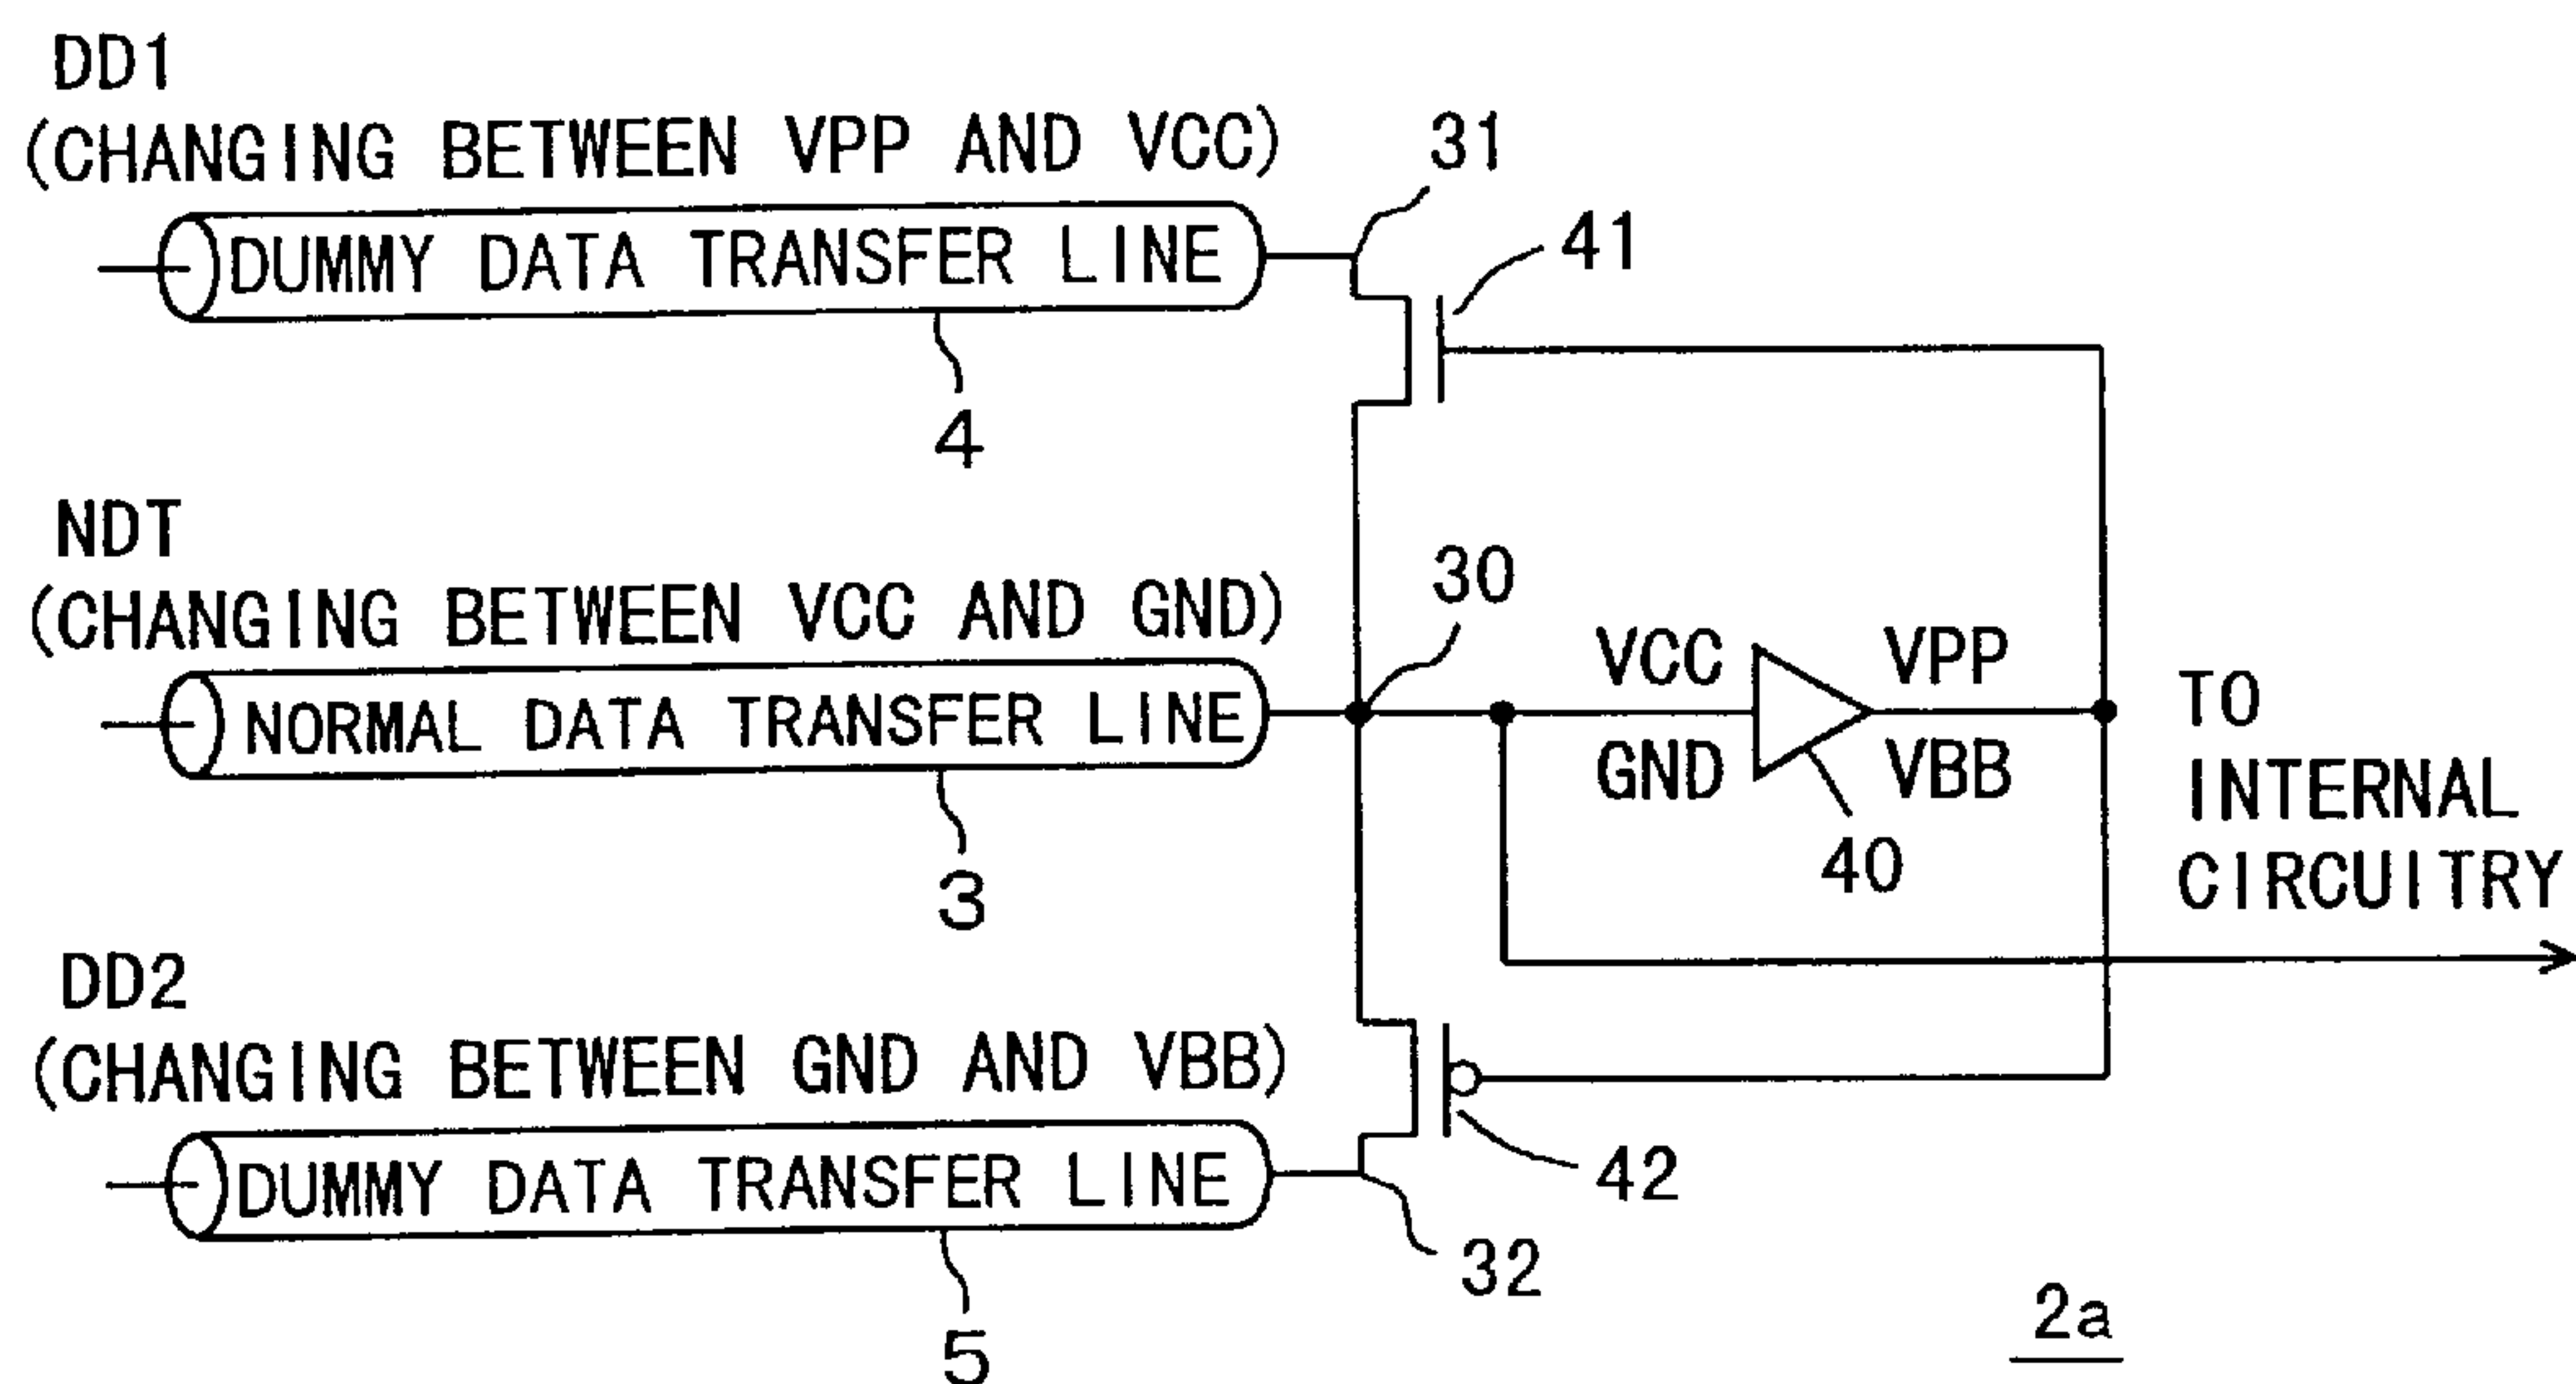 DD1
(CHANGING BETWEEN VPP AND VCC)
31
DUMMY DATA TRANSFER LINE
41
4
NDT
(CHANGING BETWEEN VCC AND GND)
30
NORMAL DATA TRANSFER LINE
VCC
VPP
GND
VBB
40
TO
INTERNAL
CIRCUITRY
3
DD2
(CHANGING BETWEEN GND AND VBB)
DUMMY DATA TRANSFER LINE
42
32
5
2a